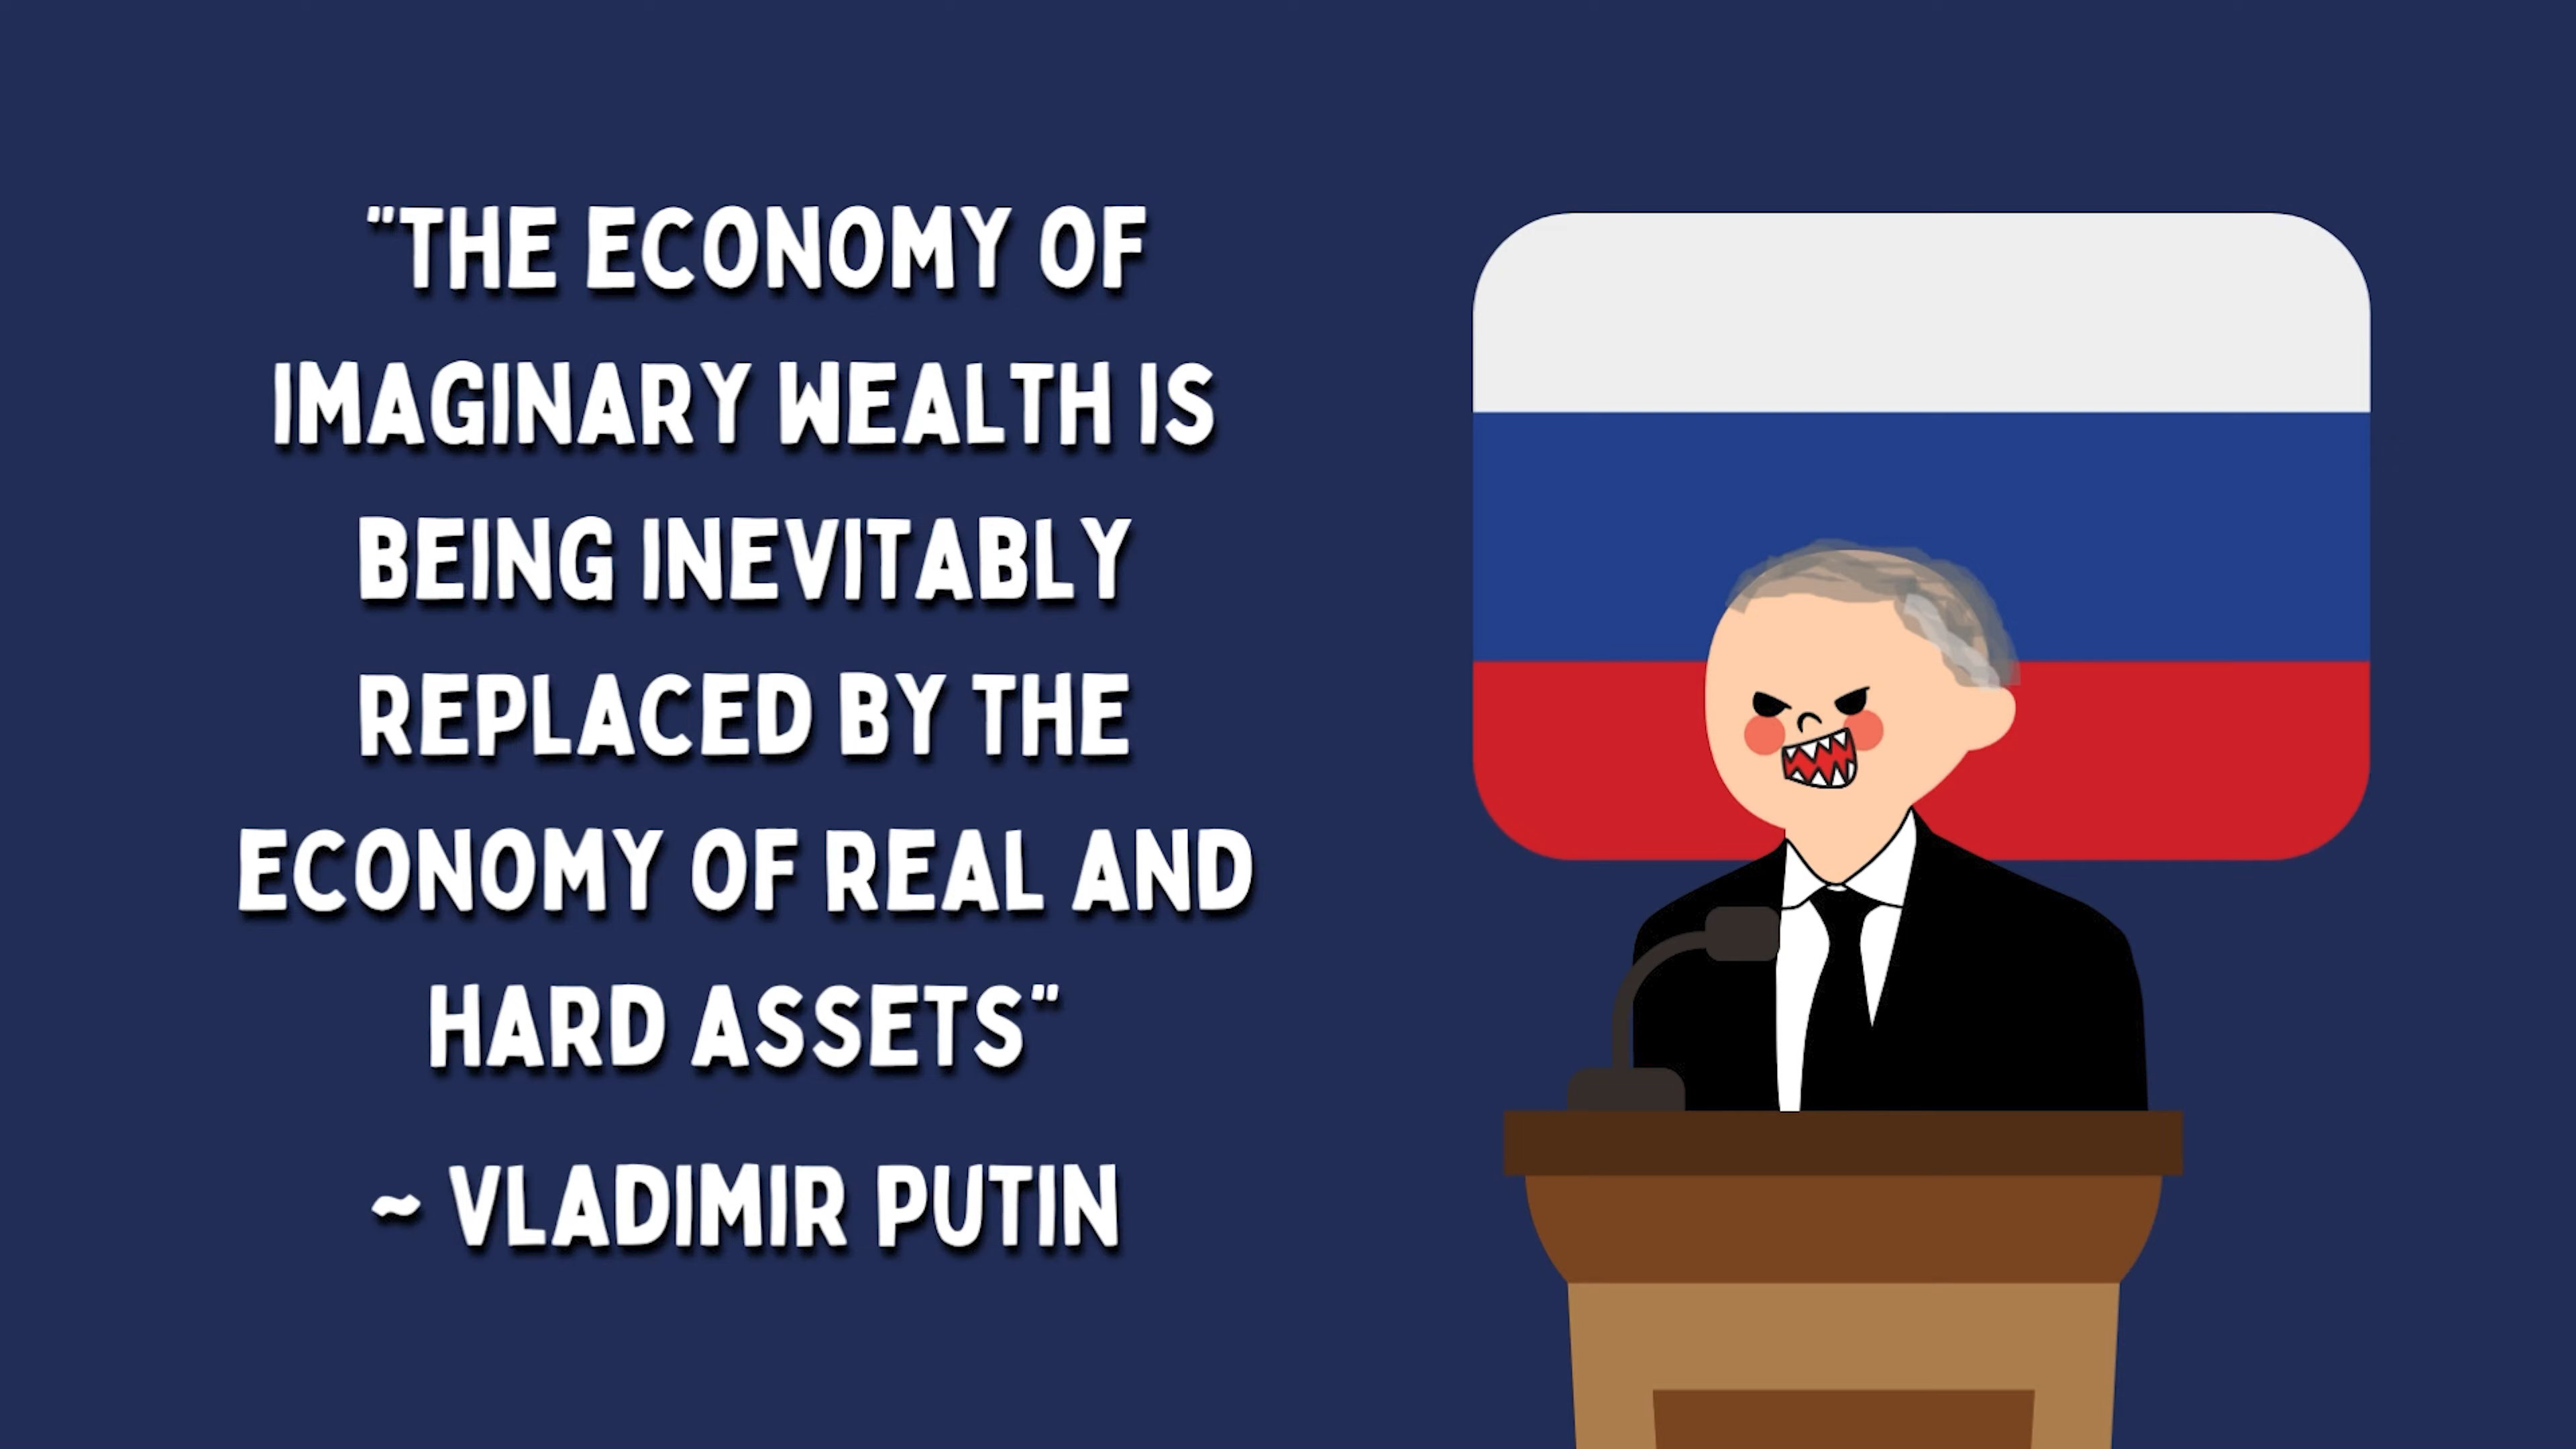 "THE ECONOMY OF
IMAGINARY WEALTH IS
BEING INEVITABLY
REPLACED BY THE
ECONOMY OF REAL AND
HARD ASSETS"
~ VLADIMIR PUTIN